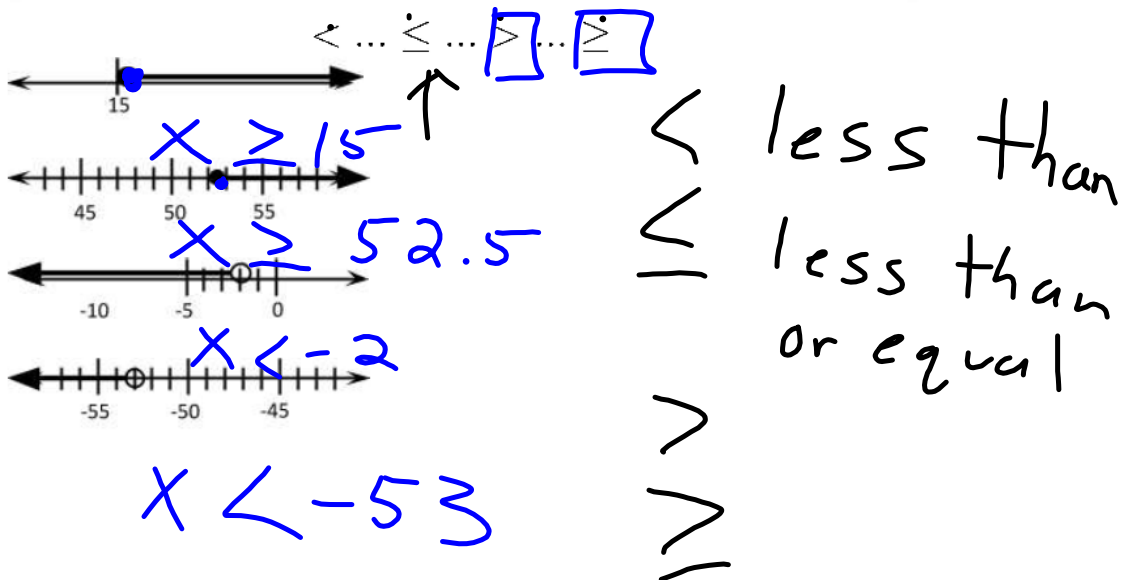 < ... ≤ ... > ... ≥
15
x ≥ 15
45 50 55
x ≥ 52.5
-10 -5 0
x < -2
-55 -50 -45
x < -53
< less than
≤ less than
or equal
>
≥